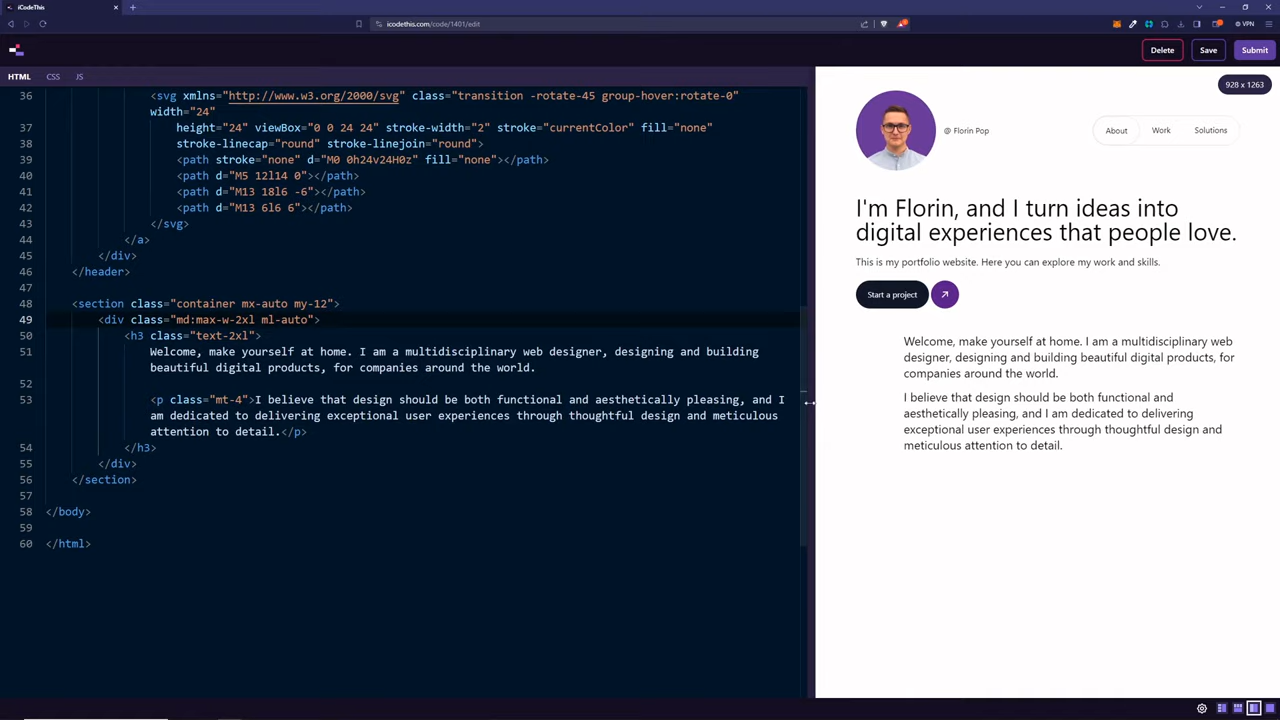 iCodeThis
icodethis.com/code/1401/edit
VPN
Delete
Save
Submit
HTML
CSS
JS
36 <svg xmlns="http://www.w3.org/2000/svg" class="transition -rotate-45 group-hover:rotate-0"
width="24"
37 height="24" viewBox="0 0 24 24" stroke-width="2" stroke="currentColor" fill="none"
38 stroke-linecap="round" stroke-linejoin="round">
39 <path stroke="none" d="M0 0h24v24H0z" fill="none"></path>
40 <path d="M5 12l14 0"></path>
41 <path d="M13 18l6 -6"></path>
42 <path d="M13 6l6 6"></path>
43 </svg>
44 </a>
45 </div>
46 </header>
47
48 <section class="container mx-auto my-12">
49 <div class="md:max-w-2xl ml-auto">
50 <h3 class="text-2xl">
51 Welcome, make yourself at home. I am a multidisciplinary web designer, designing and building
beautiful digital products, for companies around the world.
52
53 <p class="mt-4">I believe that design should be both functional and aesthetically pleasing, and I
am dedicated to delivering exceptional user experiences through thoughtful design and meticulous
attention to detail.</p>
54 </h3>
55 </div>
56 </section>
57
58 </body>
59
60 </html>
928 x 1263
@ Florin Pop
About
Work
Solutions
I'm Florin, and I turn ideas into
digital experiences that people love.
This is my portfolio website. Here you can explore my work and skills.
Start a project
Welcome, make yourself at home. I am a multidisciplinary web
designer, designing and building beautiful digital products, for
companies around the world.
I believe that design should be both functional and
aesthetically pleasing, and I am dedicated to delivering
exceptional user experiences through thoughtful design and
meticulous attention to detail.